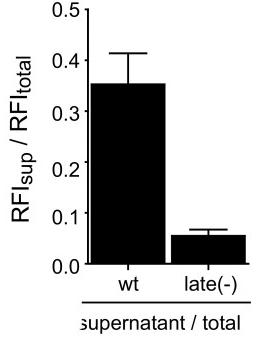 RFIsup / RFItotal
0.5
0.4
0.3
0.2
0.1
0.0
wt late(-)
supernatant / total